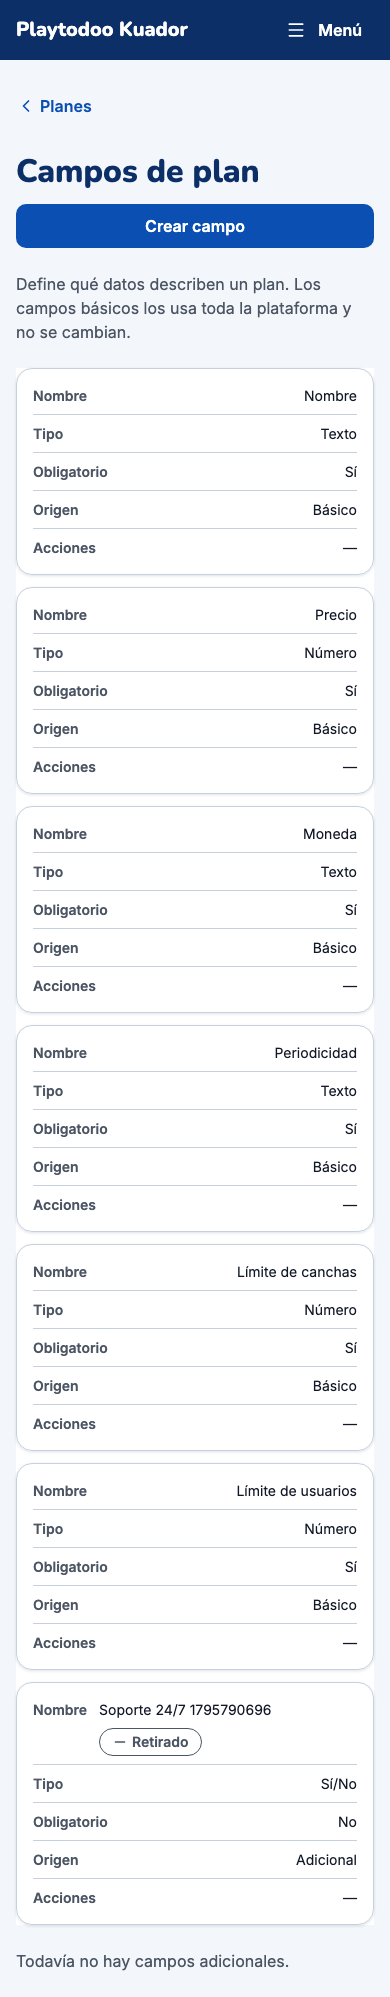 Playtodoo Kuador
Menú
Planes
Campos de plan
Crear campo
Define qué datos describen un plan. Los
campos básicos los usa toda la plataforma y
no se cambian.
Nombre Nombre
Tipo Texto
Obligatorio Sí
Origen Básico
Acciones —
Nombre Precio
Tipo Número
Obligatorio Sí
Origen Básico
Acciones —
Nombre Moneda
Tipo Texto
Obligatorio Sí
Origen Básico
Acciones —
Nombre Periodicidad
Tipo Texto
Obligatorio Sí
Origen Básico
Acciones —
Nombre Límite de canchas
Tipo Número
Obligatorio Sí
Origen Básico
Acciones —
Nombre Límite de usuarios
Tipo Número
Obligatorio Sí
Origen Básico
Acciones —
Nombre Soporte 24/7 1795790696
— Retirado
Tipo Sí/No
Obligatorio No
Origen Adicional
Acciones —
Todavía no hay campos adicionales.